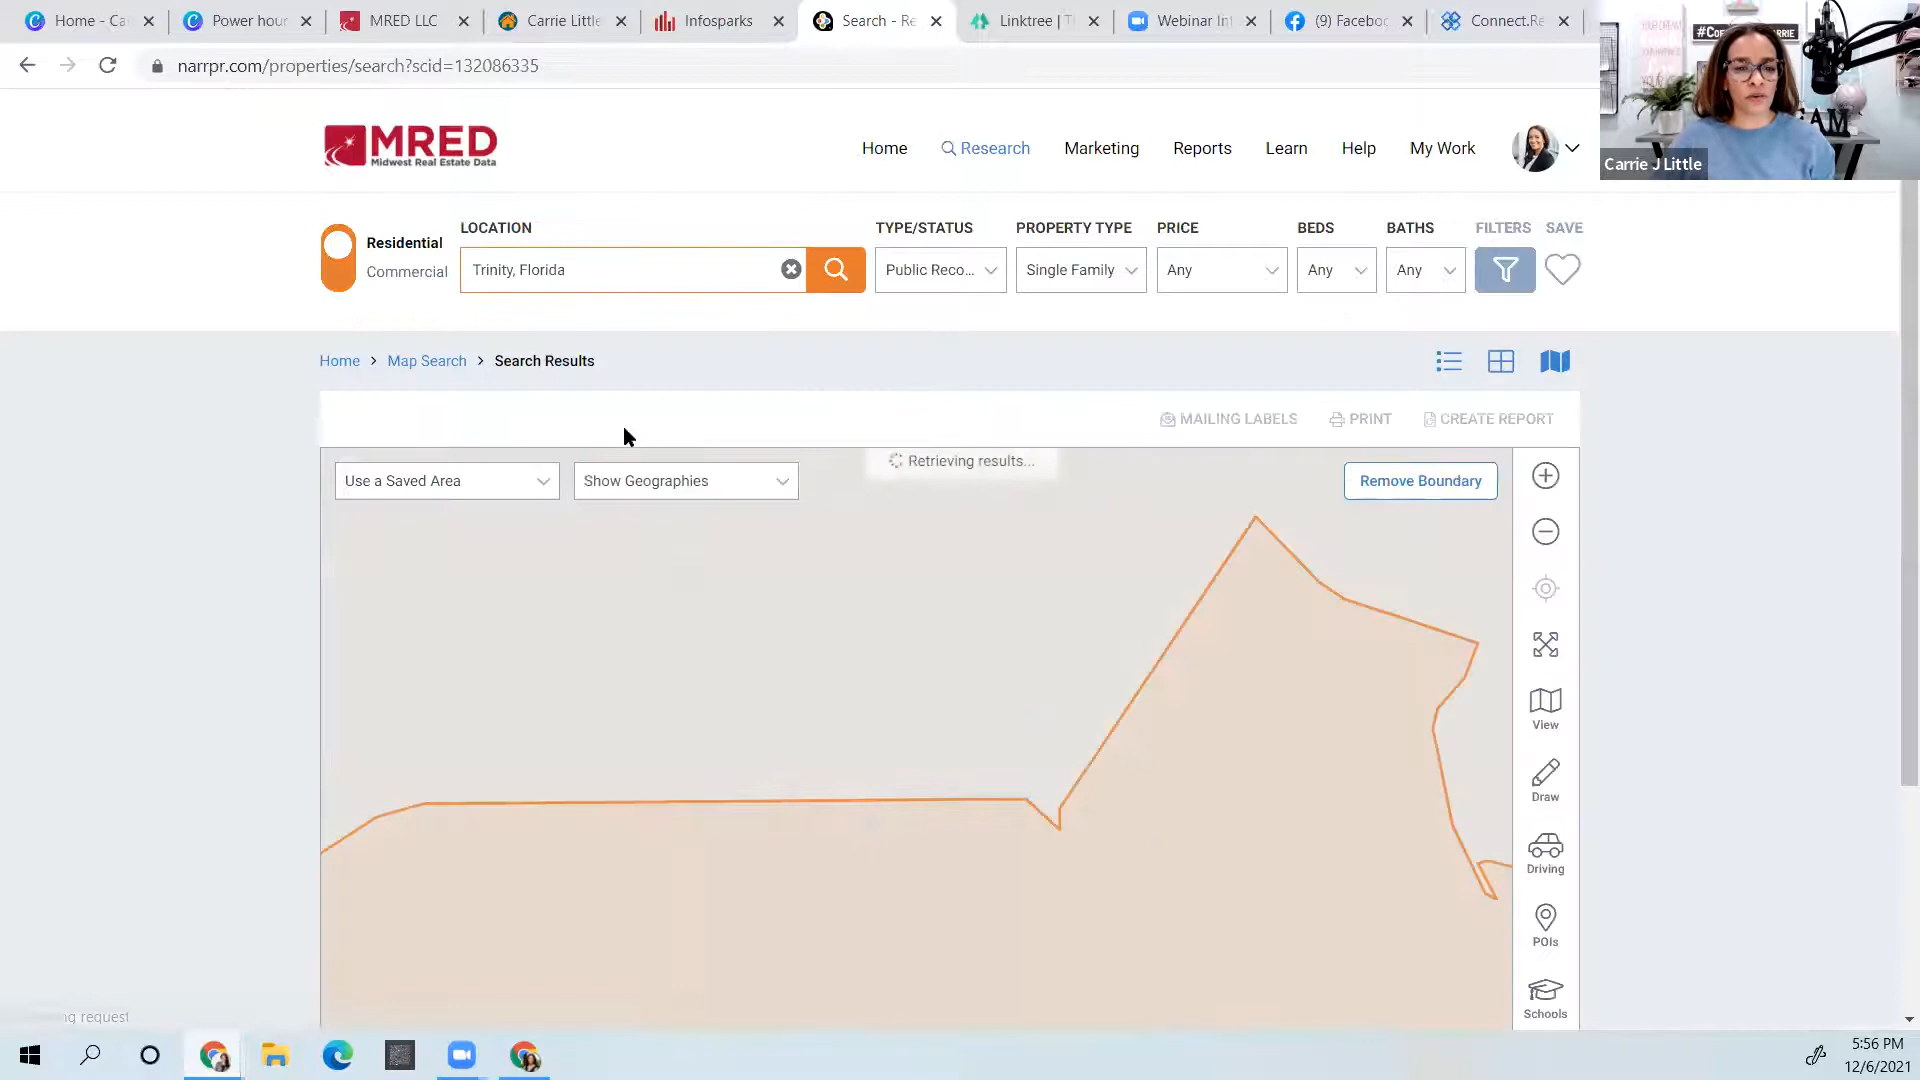 Home - Ca
Power hour
MRED LLC
Carrie Little
Infosparks
Search - Re
Linktree | T
Webinar In
(9) Faceboo
Connect.Re
narrpr.com/properties/search?scid=132086335
Carrie J Little
MRED
Midwest Real Estate Data
Home
Research
Marketing
Reports
Learn
Help
My Work
Residential
Commercial
LOCATION
Trinity, Florida
TYPE/STATUS
Public Reco...
PROPERTY TYPE
Single Family
PRICE
Any
BEDS
Any
BATHS
Any
FILTERS
SAVE
Home > Map Search > Search Results
MAILING LABELS
PRINT
CREATE REPORT
Use a Saved Area
Show Geographies
Retrieving results...
Remove Boundary
View
Draw
Driving
POIs
Schools
ng request
5:56 PM
12/6/2021